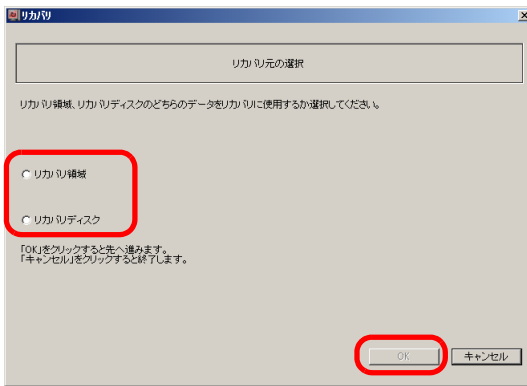 リカバリ
リカバリ元の選択
リカバリ領域、リカバリディスクのどちらのデータをリカバリに使用するか選択してください。
リカバリ領域
リカバリディスク
「OK」をクリックすると先へ進みます。
「キャンセル」をクリックすると終了します。
OK キャンセル